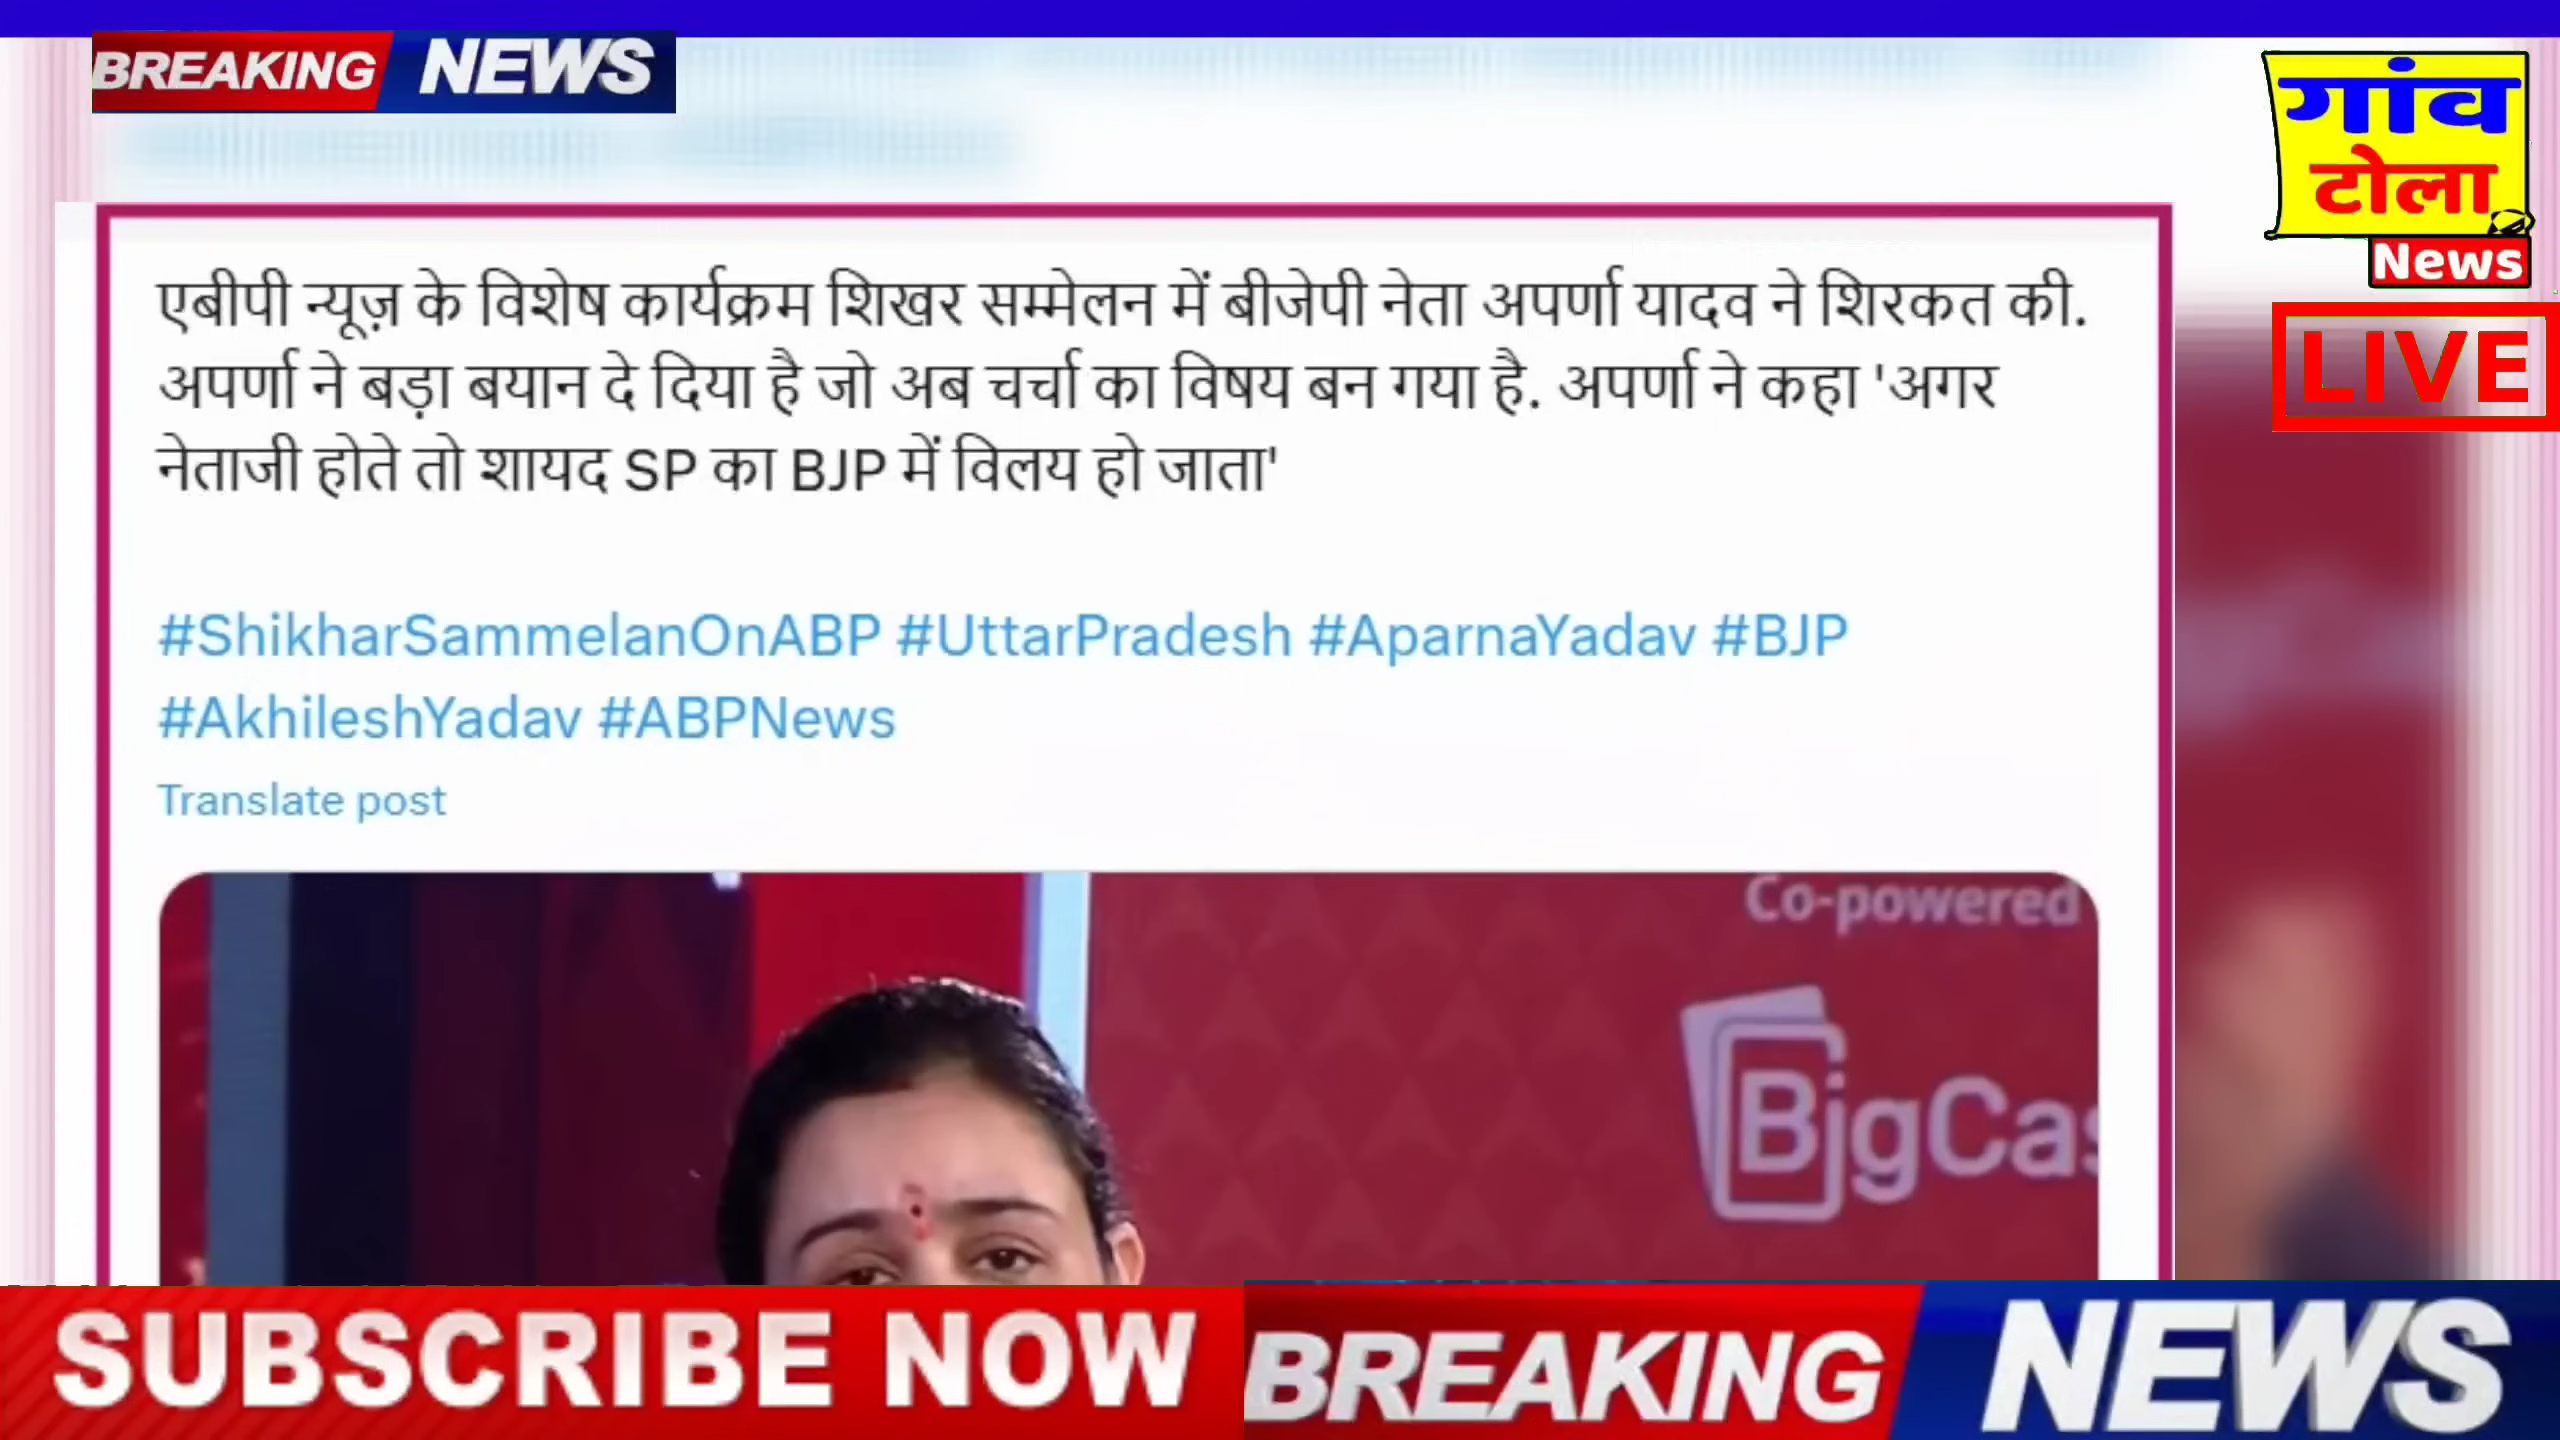 BREAKING NEWS
गांव
टोला
News
LIVE
एबीपी न्यूज़ के विशेष कार्यक्रम शिखर सम्मेलन में बीजेपी नेता अपर्णा यादव ने शिरकत की.
अपर्णा ने बड़ा बयान दे दिया है जो अब चर्चा का विषय बन गया है. अपर्णा ने कहा 'अगर
नेताजी होते तो शायद SP का BJP में विलय हो जाता'
#ShikharSammelanOnABP #UttarPradesh #AparnaYadav #BJP
#AkhileshYadav #ABPNews
Translate post
Co-powered
BigCas
SUBSCRIBE NOW
BREAKING NEWS